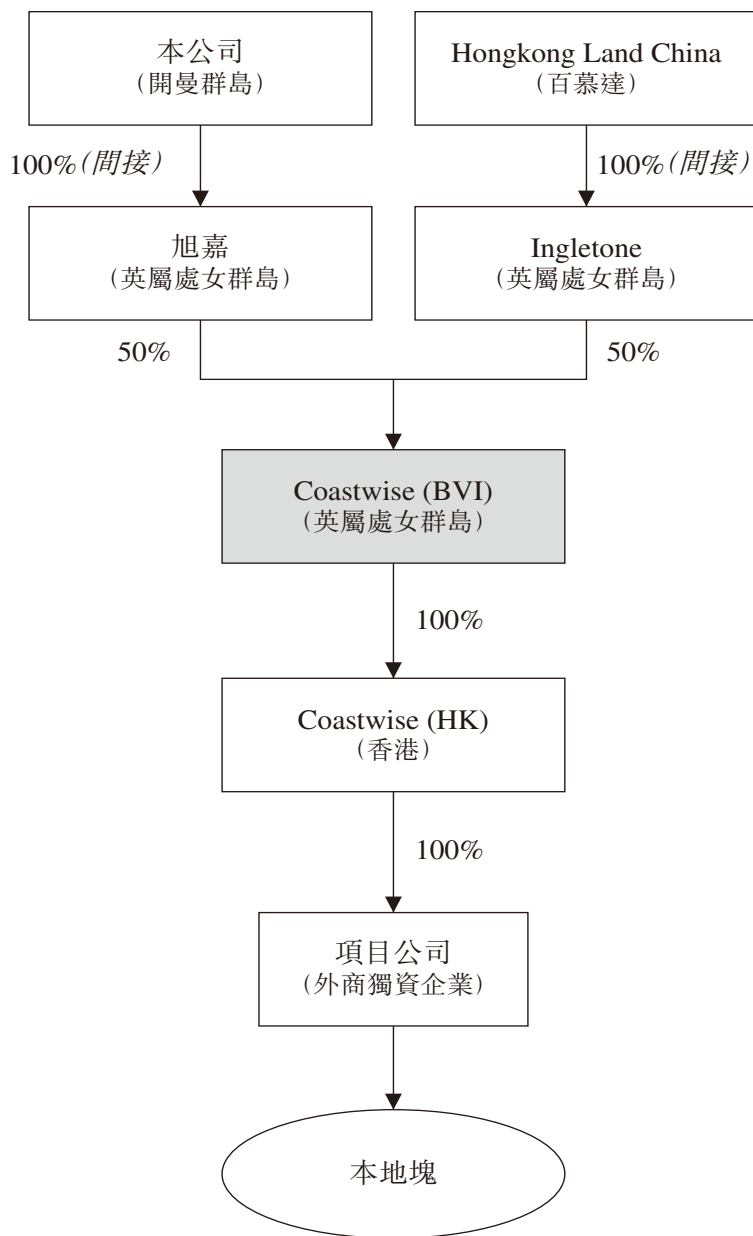 本公司
（開曼群島）
Hongkong Land China
（百慕達）
100%（間接）
100%（間接）
旭嘉
（英屬處女群島）
Ingletone
（英屬處女群島）
50%
50%
Coastwise (BVI)
（英屬處女群島）
100%
Coastwise (HK)
（香港）
100%
項目公司
（外商獨資企業）
本地塊